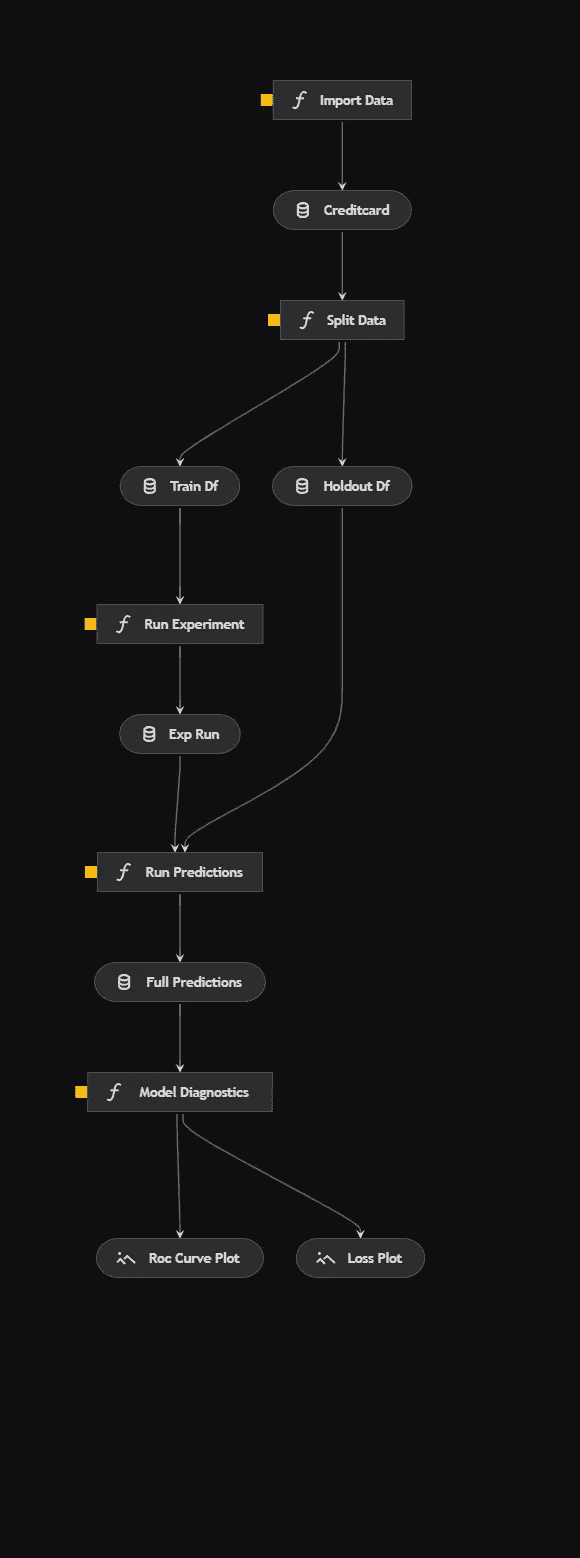 Import Data
Creditcard
Split Data
Train Df
Holdout Df
Run Experiment
Exp Run
Run Predictions
Full Predictions
Model Diagnostics
Roc Curve Plot
Loss Plot